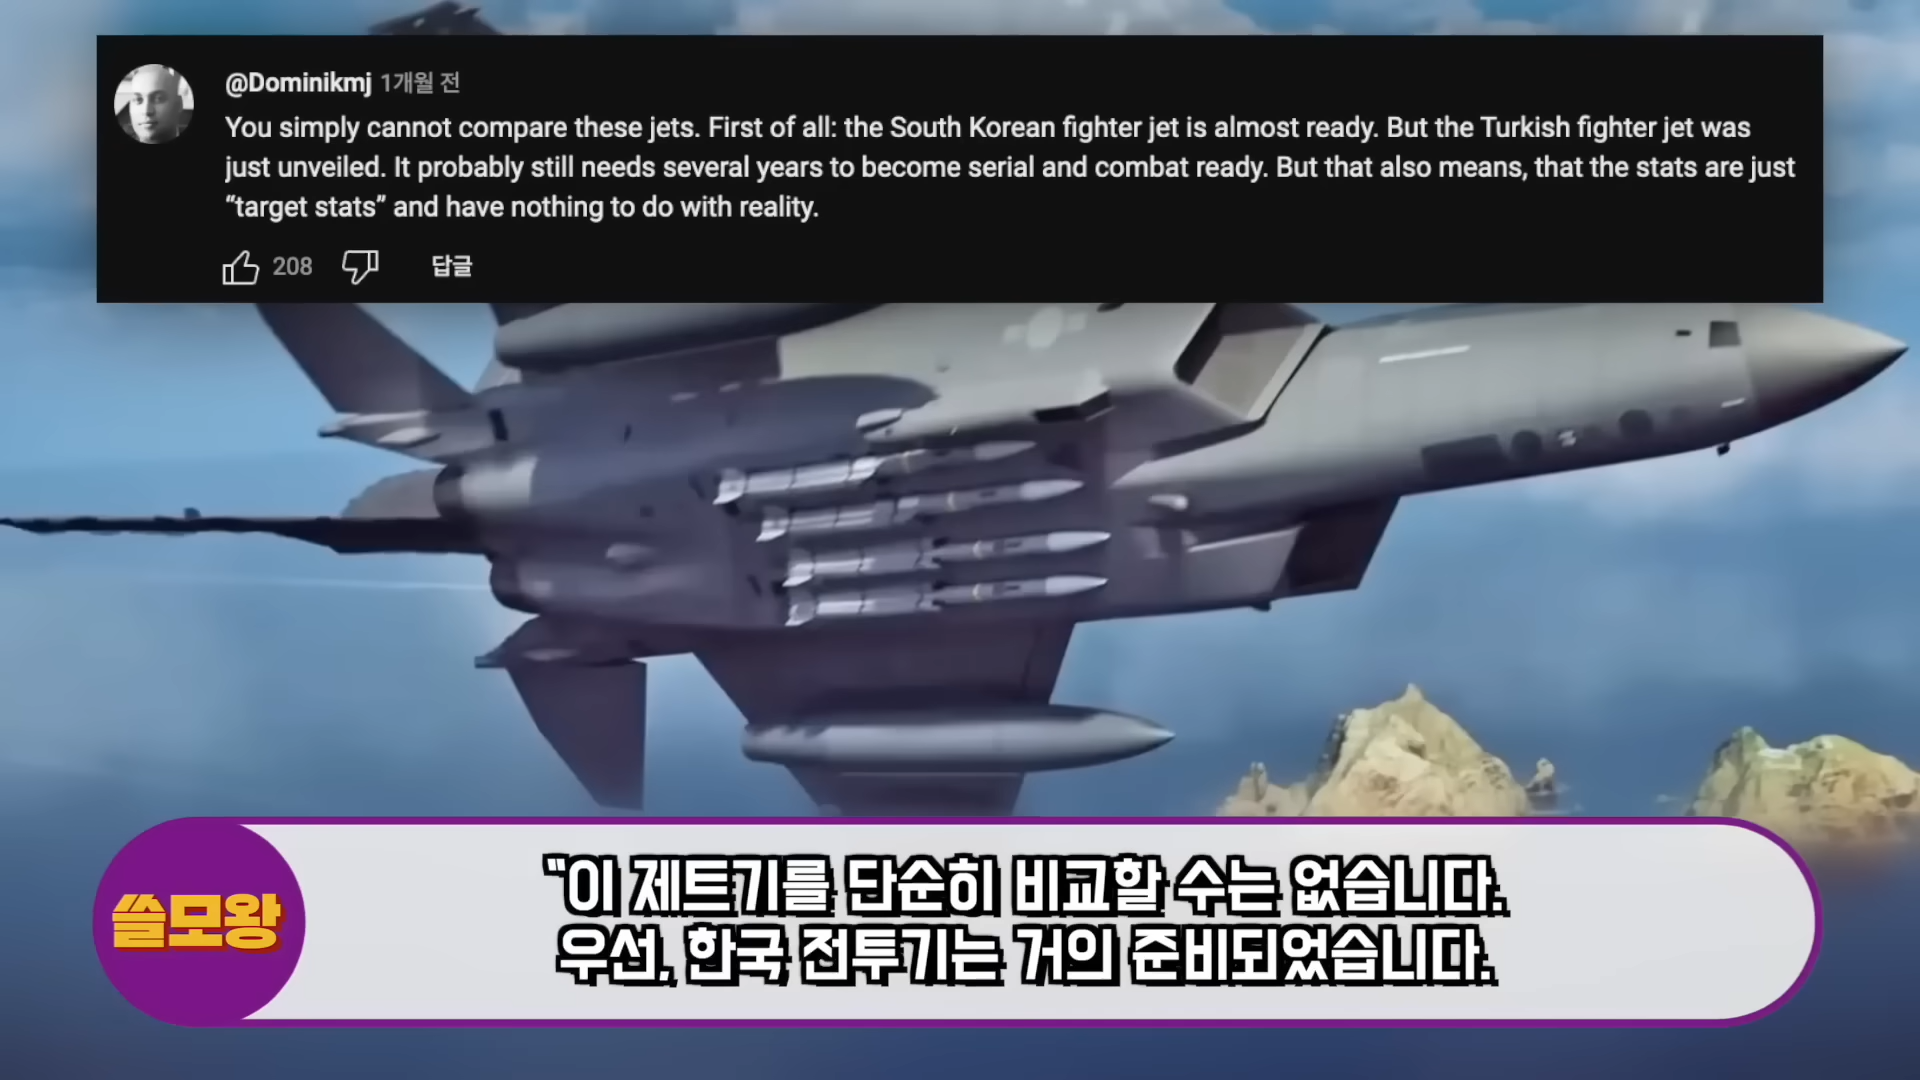 @Dominikmj 1개월 전
You simply cannot compare these jets. First of all: the South Korean fighter jet is almost ready. But the Turkish fighter jet was
just unveiled. It probably still needs several years to become serial and combat ready. But that also means, that the stats are just
“target stats” and have nothing to do with reality.
208 답글
쓸모왕
“이 제트기를 단순히 비교할 수는 없습니다.
우선, 한국 전투기는 거의 준비되었습니다.